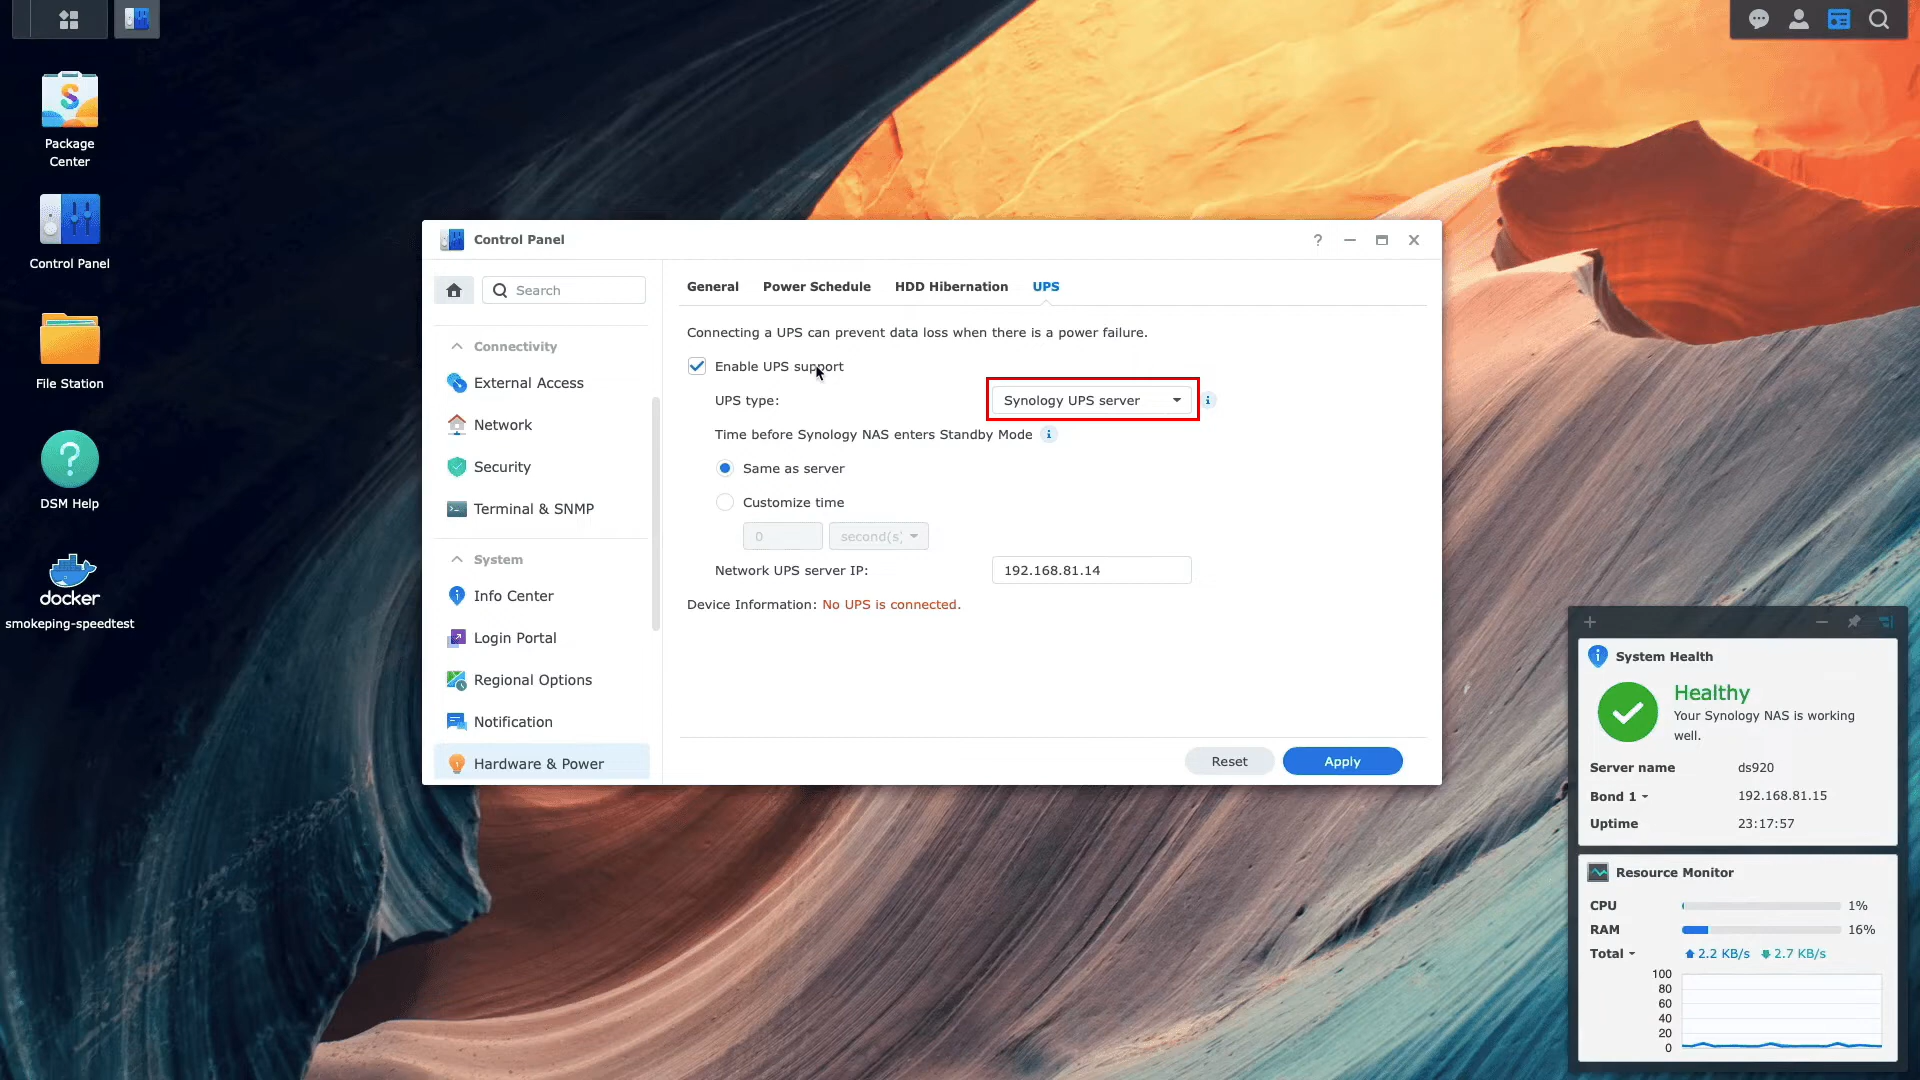 Package
Center
Control Panel
File Station
DSM Help
docker
smokeping-speedtest
Control Panel
?
Search
Connectivity
External Access
Network
Security
Terminal & SNMP
System
Info Center
Login Portal
Regional Options
Notification
Hardware & Power
General Power Schedule HDD Hibernation UPS
Connecting a UPS can prevent data loss when there is a power failure.
Enable UPS support
UPS type: Synology UPS server
Time before Synology NAS enters Standby Mode
Same as server
Customize time
0 second(s)
Network UPS server IP: 192.168.81.14
Device Information: No UPS is connected.
Reset Apply
System Health
Healthy
Your Synology NAS is working
well.
Server name ds920
Bond 1 192.168.81.15
Uptime 23:17:57
Resource Monitor
CPU 1%
RAM 16%
Total 2.2 KB/s 2.7 KB/s
100
80
60
40
20
0